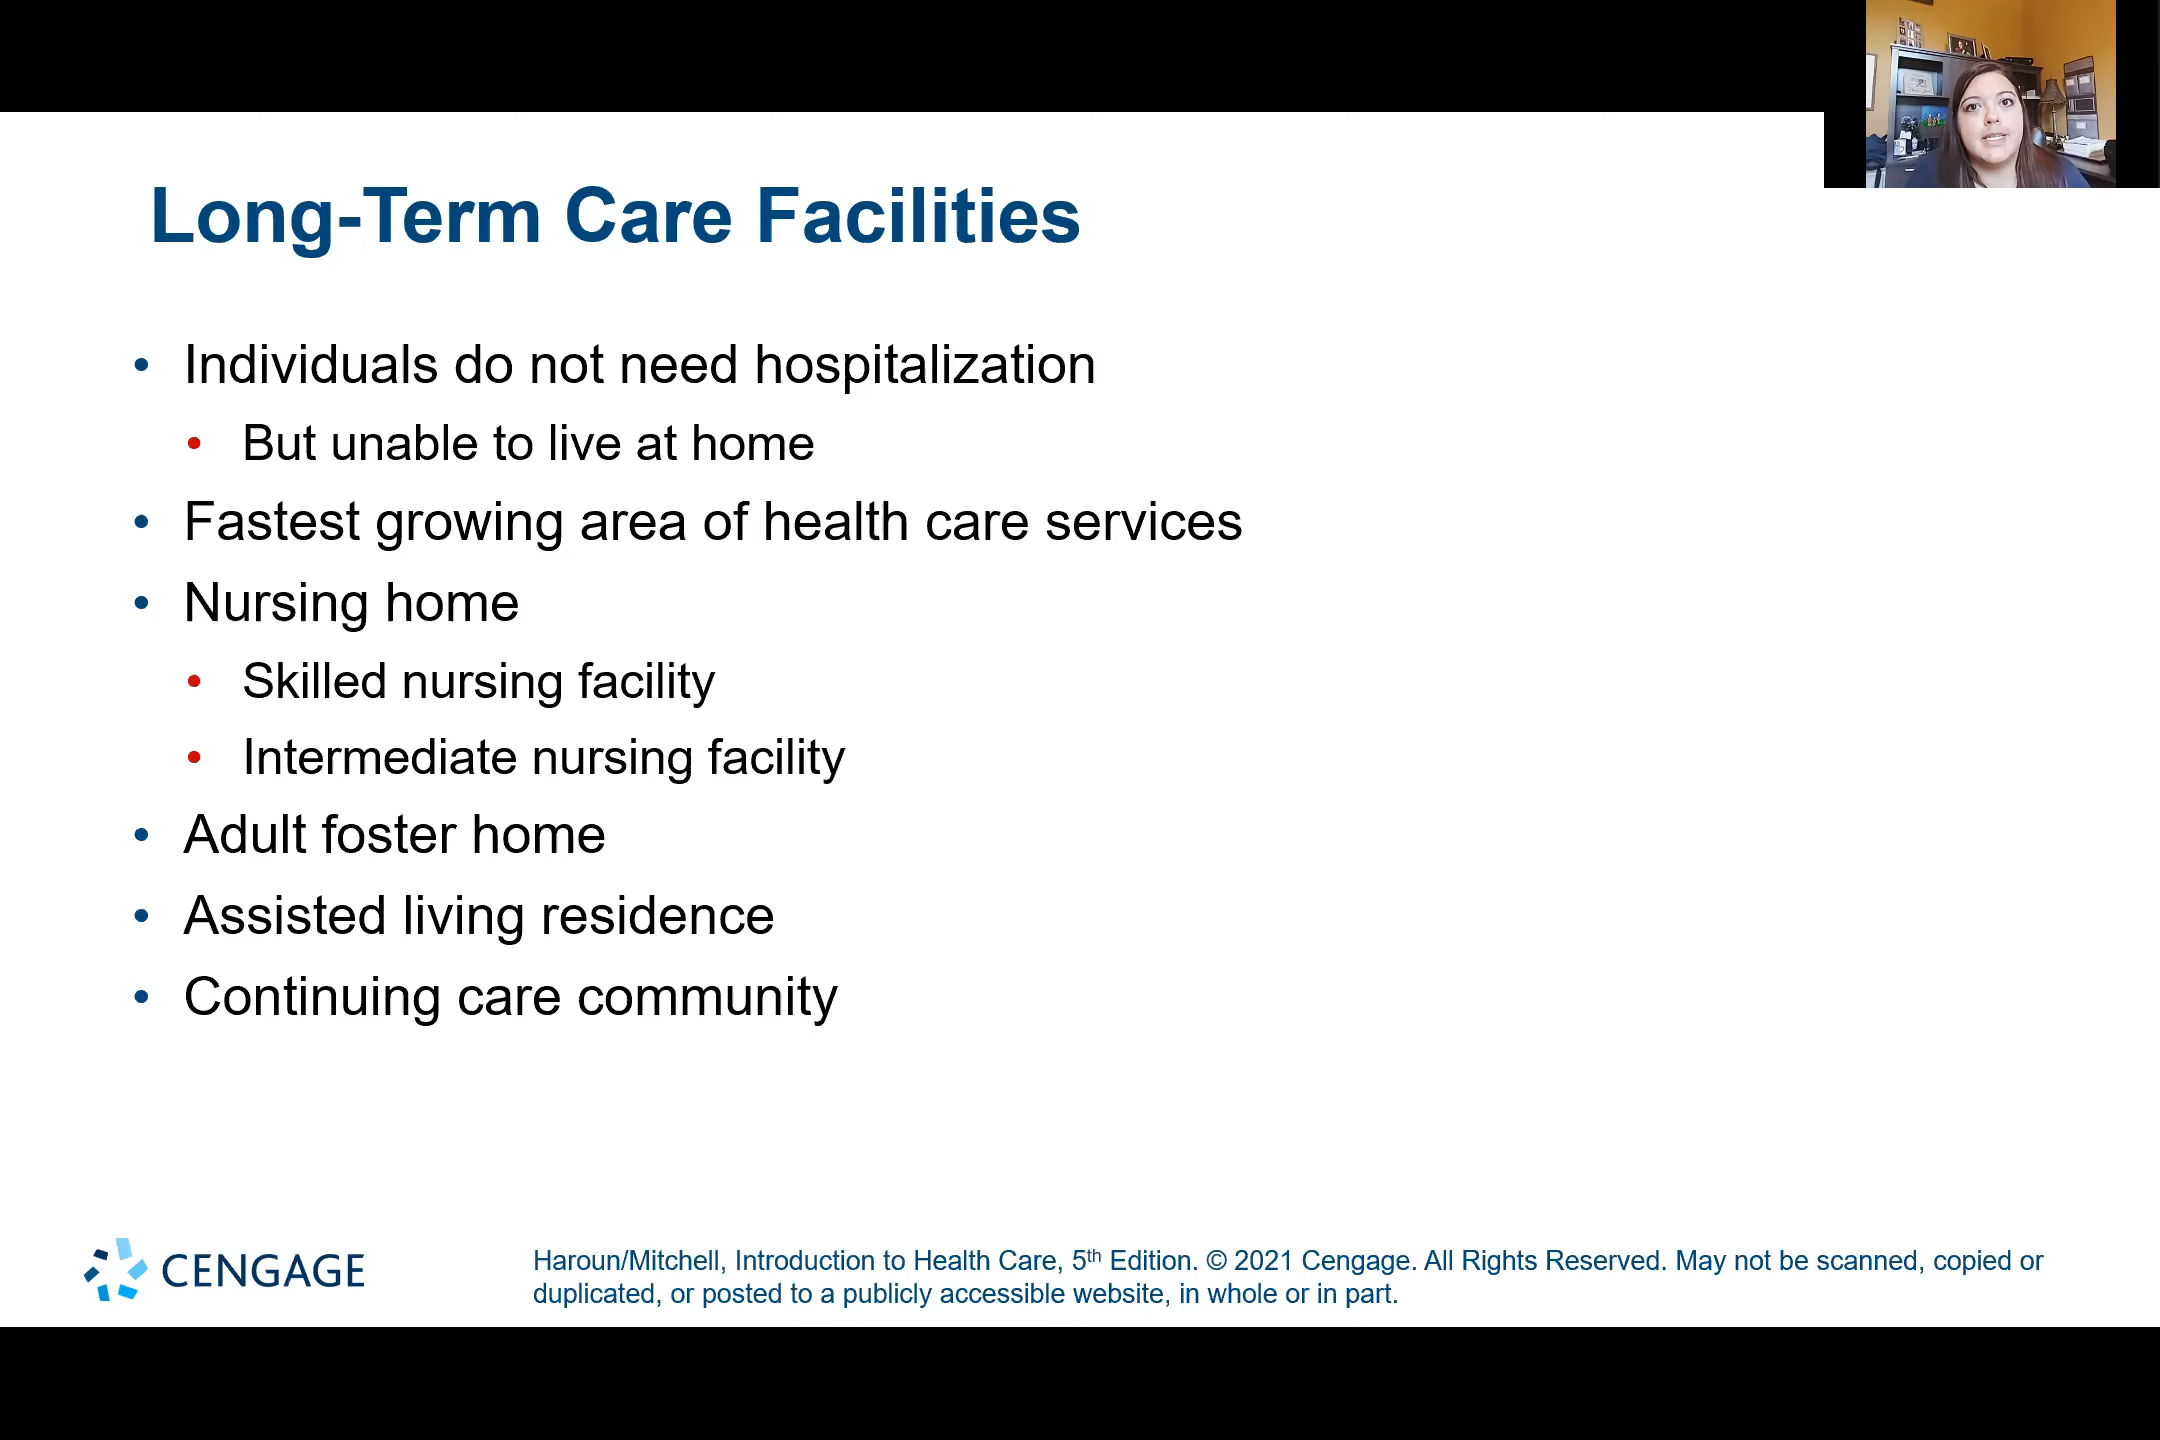 Long-Term Care Facilities
• Individuals do not need hospitalization
• But unable to live at home
• Fastest growing area of health care services
• Nursing home
• Skilled nursing facility
• Intermediate nursing facility
• Adult foster home
• Assisted living residence
• Continuing care community
CENGAGE
Haroun/Mitchell, Introduction to Health Care, 5th Edition. © 2021 Cengage. All Rights Reserved. May not be scanned, copied or
duplicated, or posted to a publicly accessible website, in whole or in part.